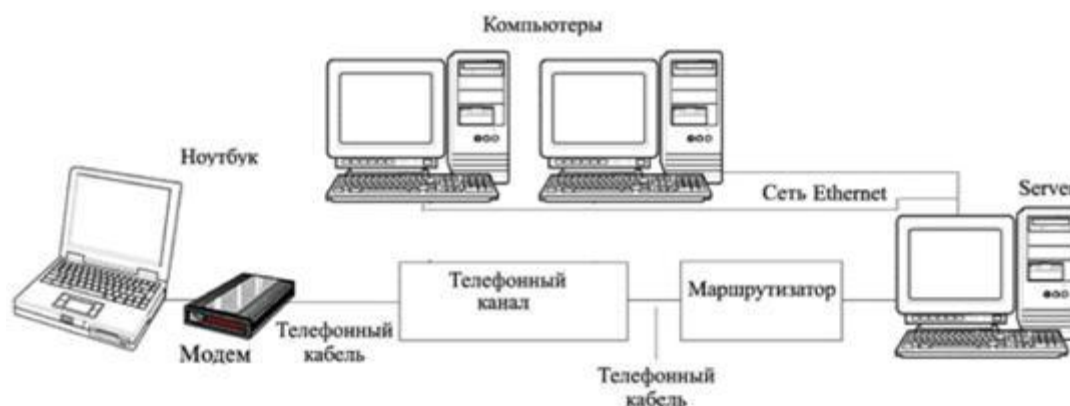 Компьютеры
Ноутбук
Сеть Ethernet
Server
Телефонный
канал
Маршрутизатор
Телефонный
кабель
Модем
Телефонный
кабель